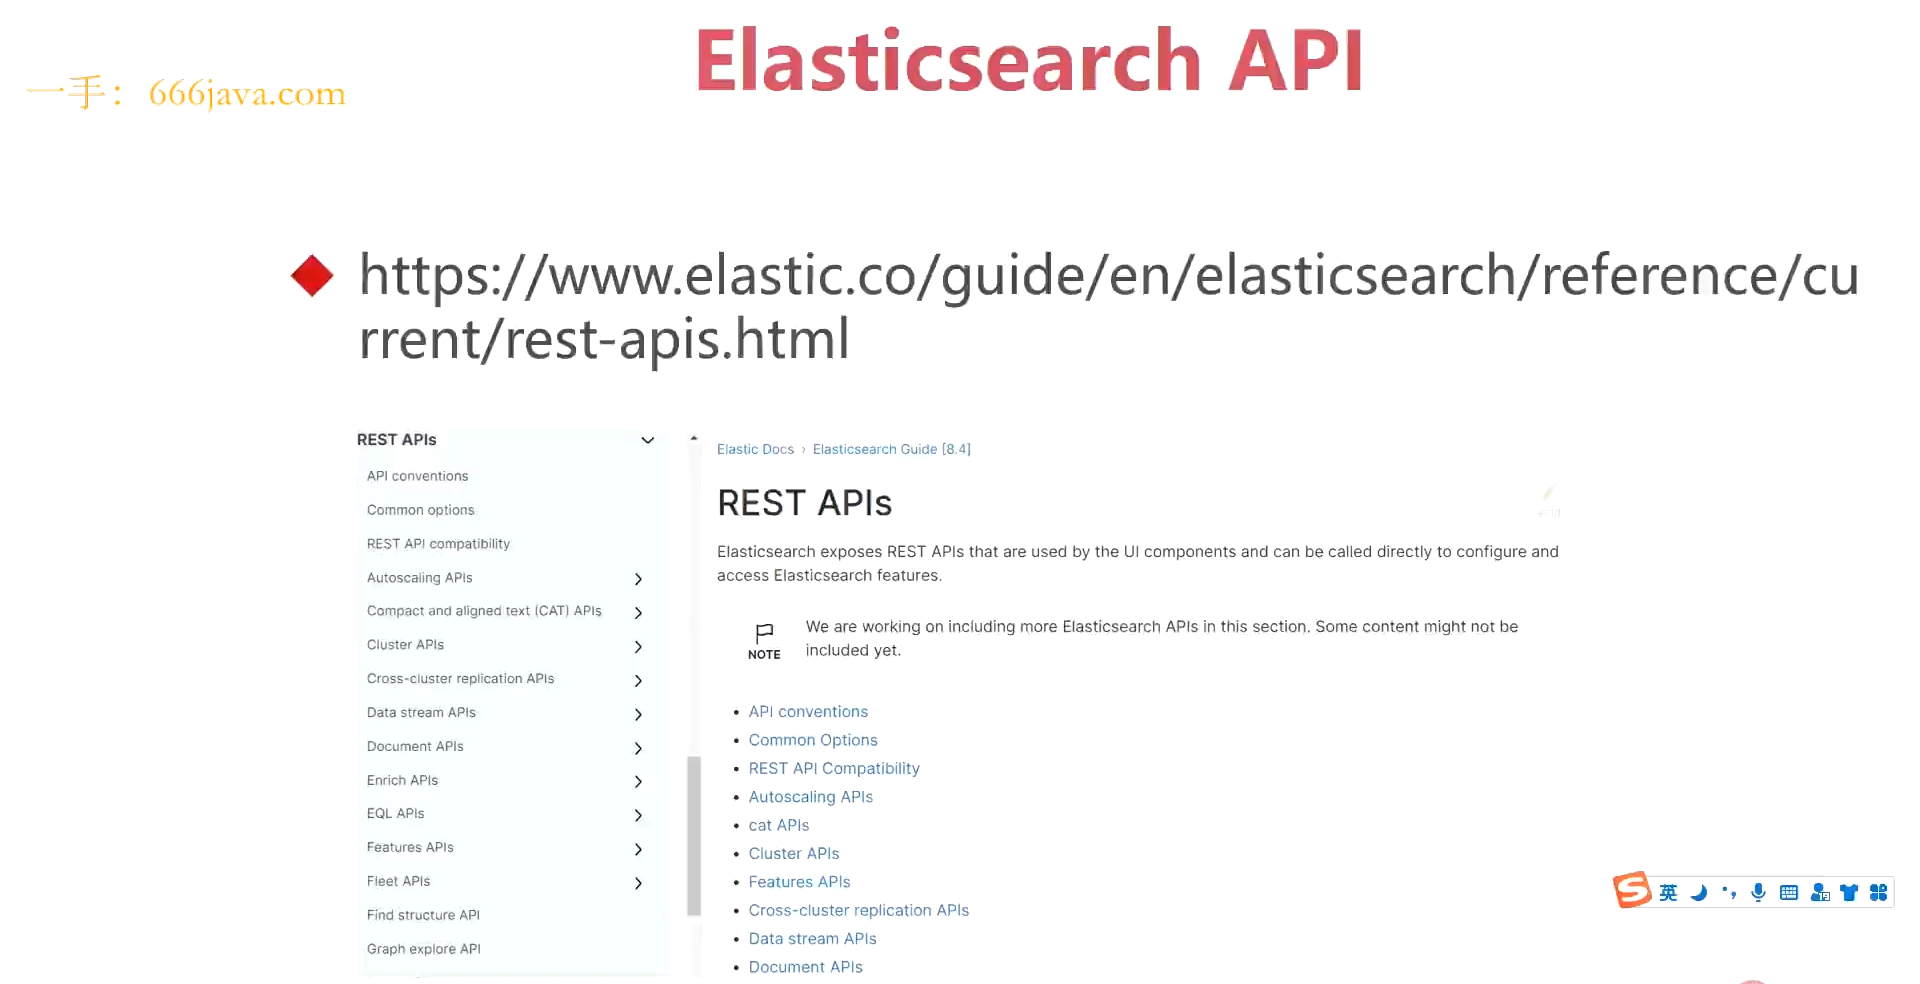 Elasticsearch API
一手：666java.com
https://www.elastic.co/guide/en/elasticsearch/reference/cu
rrent/rest-apis.html
REST APIs
API conventions
Common options
REST API compatibility
Autoscaling APIs
Compact and aligned text (CAT) APIs
Cluster APIs
Cross-cluster replication APIs
Data stream APIs
Document APIs
Enrich APIs
EQL APIs
Features APIs
Fleet APIs
Find structure API
Graph explore API
Elastic Docs › Elasticsearch Guide [8.4]
REST APIs
Elasticsearch exposes REST APIs that are used by the UI components and can be called directly to configure and
access Elasticsearch features.
NOTE
We are working on including more Elasticsearch APIs in this section. Some content might not be
included yet.
• API conventions
• Common Options
• REST API Compatibility
• Autoscaling APIs
• cat APIs
• Cluster APIs
• Features APIs
• Cross-cluster replication APIs
• Data stream APIs
• Document APIs
英